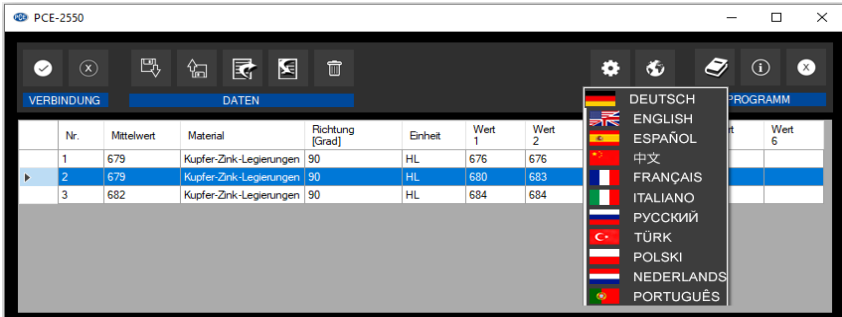 PCE-2550
VERBINDUNG DATEN PROGRAMM
DEUTSCH
ENGLISH
ESPAÑOL
中文
FRANÇAIS
ITALIANO
РУССКИЙ
TÜRK
POLSKI
NEDERLANDS
PORTUGUÊS
Nr. Mittelwert Material Richtung [Grad] Einheit Wert 1 Wert 2 Wert 6
1 679 Kupfer-Zink-Legierungen 90 HL 676 676
2 679 Kupfer-Zink-Legierungen 90 HL 680 683
3 682 Kupfer-Zink-Legierungen 90 HL 684 684